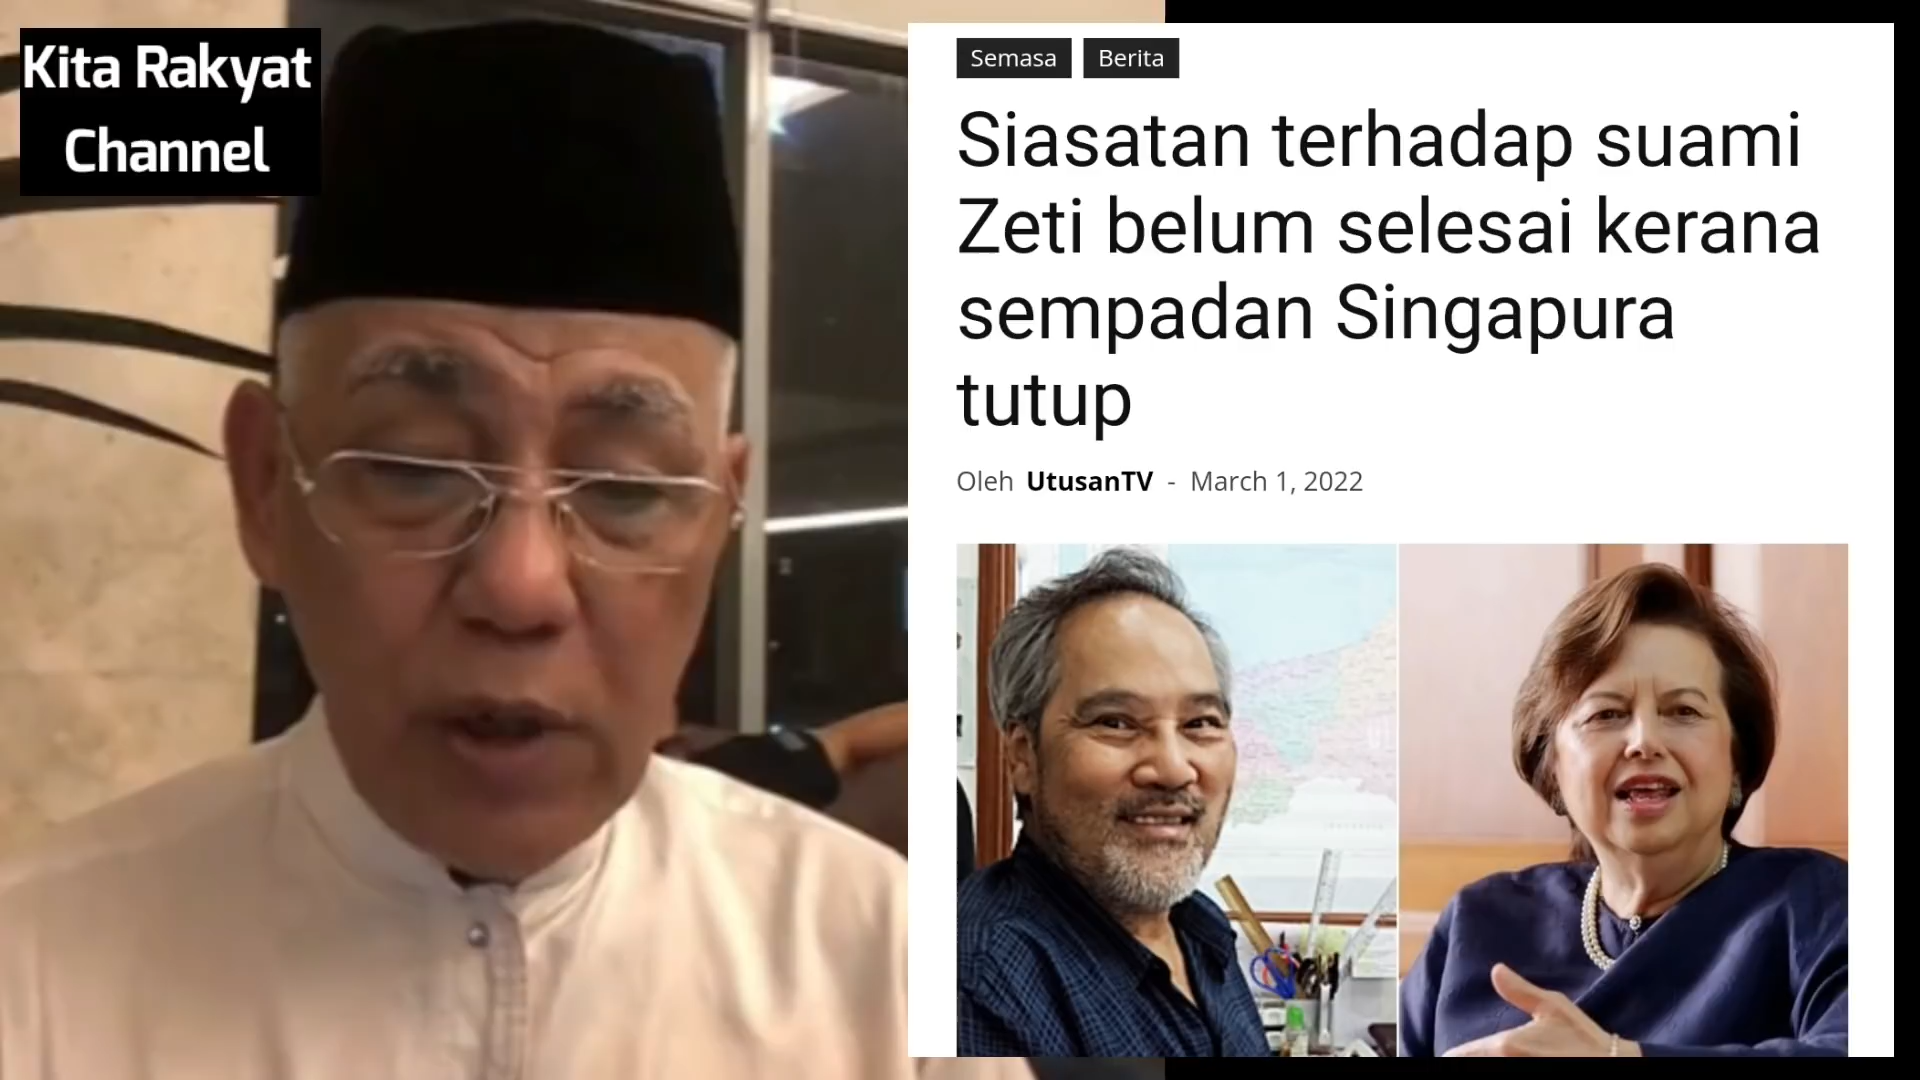 Kita Rakyat
Channel
Semasa Berita
Siasatan terhadap suami
Zeti belum selesai kerana
sempadan Singapura
tutup
Oleh UtusanTV - March 1, 2022